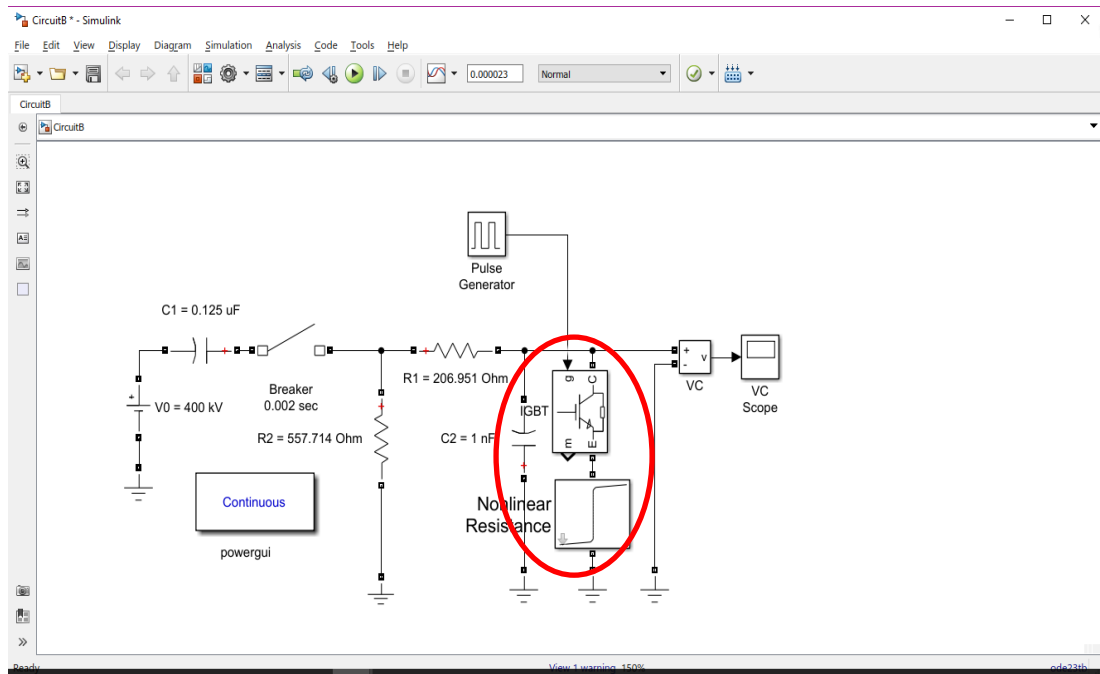 CircuitB * - Simulink
File Edit View Display Diagram Simulation Analysis Code Tools Help
0.000023 Normal
CircuitB
CircuitB
Pulse
Generator
C1 = 0.125 uF
Breaker
0.002 sec
R1 = 206.951 Ohm
g C
IGBT
m E
+
-
v
VC
VC
Scope
+
V0 = 400 kV
R2 = 557.714 Ohm
C2 = 1 nF
Continuous
powergui
Nonlinear
Resistance
Ready View 1 warning 150% ode23tb